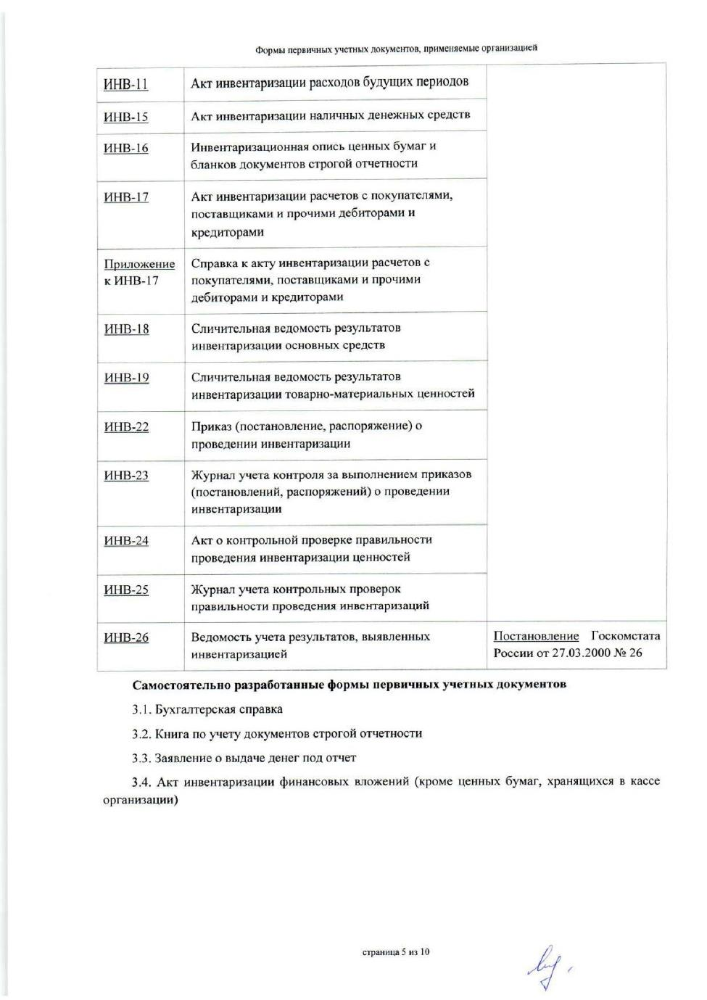 Формы первичных учетных документов, применяемые организацией
ИНВ-11 Акт инвентаризации расходов будущих периодов
ИНВ-15 Акт инвентаризации наличных денежных средств
ИНВ-16 Инвентаризационная опись ценных бумаг и
бланков документов строгой отчетности
ИНВ-17 Акт инвентаризации расчетов с покупателями,
поставщиками и прочими дебиторами и
кредиторами
Приложение Справка к акту инвентаризации расчетов с
к ИНВ-17 покупателями, поставщиками и прочими
дебиторами и кредиторами
ИНВ-18 Сличительная ведомость результатов
инвентаризации основных средств
ИНВ-19 Сличительная ведомость результатов
инвентаризации товарно-материальных ценностей
ИНВ-22 Приказ (постановление, распоряжение) о
проведении инвентаризации
ИНВ-23 Журнал учета контроля за выполнением приказов
(постановлений, распоряжений) о проведении
инвентаризации
ИНВ-24 Акт о контрольной проверке правильности
проведения инвентаризации ценностей
ИНВ-25 Журнал учета контрольных проверок
правильности проведения инвентаризаций
ИНВ-26 Ведомость учета результатов, выявленных Постановление Госкомстата
инвентаризацией России от 27.03.2000 № 26
Самостоятельно разработанные формы первичных учетных документов
3.1. Бухгалтерская справка
3.2. Книга по учету документов строгой отчетности
3.3. Заявление о выдаче денег под отчет
3.4. Акт инвентаризации финансовых вложений (кроме ценных бумаг, хранящихся в кассе
организации)
страница 5 из 10